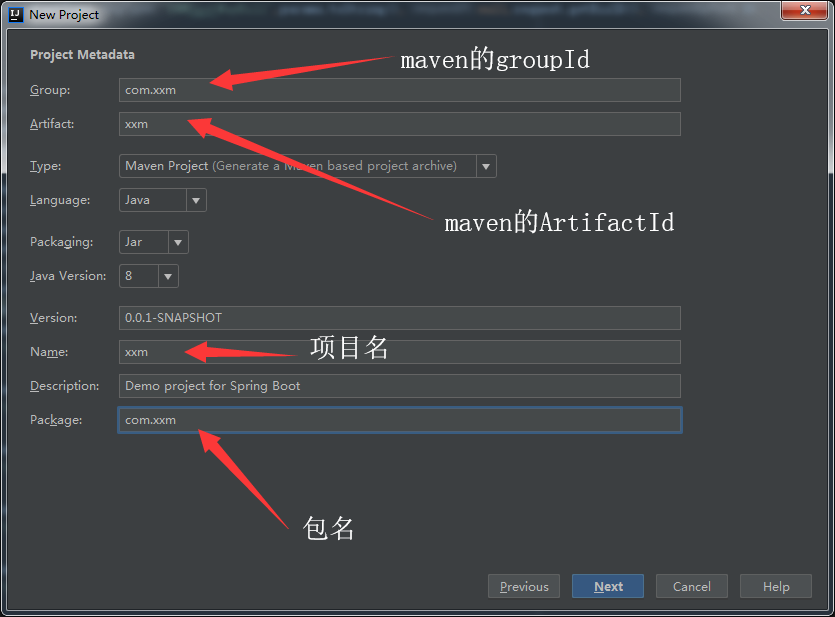 New Project
Project Metadata
maven的groupId
Group: com.xxm
Artifact: xxm
Type: Maven Project (Generate a Maven based project archive)
Language: Java
maven的ArtifactId
Packaging: Jar
Java Version: 8
Version: 0.0.1-SNAPSHOT
Name: xxm 项目名
Description: Demo project for Spring Boot
Package: com.xxm
包名
Previous Next Cancel Help